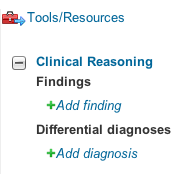 Tools/Resources
Clinical Reasoning
Findings
+Add finding
Differential diagnoses
+Add diagnosis